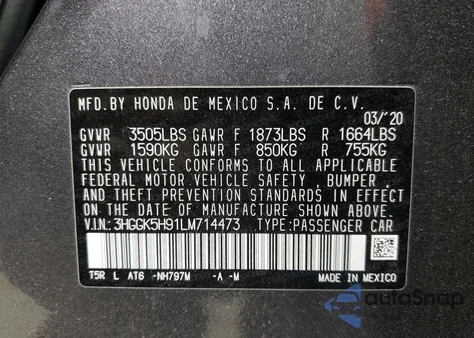 MFD.BY HONDA DE MEXICO S.A. DE C.V.
03/20
GVWR 3505LBS GAWR F 1873LBS R 1664LBS
GVWR 1590KG GAWR F 850KG R 755KG
THIS VEHICLE CONFORMS TO ALL APPLICABLE
FEDERAL MOTOR VEHICLE SAFETY, BUMPER,
AND THEFT PREVENTION STANDARDS IN EFFECT
ON THE DATE OF MANUFACTURE SHOWN ABOVE.
V.I.N: 3HGGK5H91LM714473 TYPE: PASSENGER CAR
T5R L AT6 -NH797M -A -M
MADE IN MEXICO
autoSnap